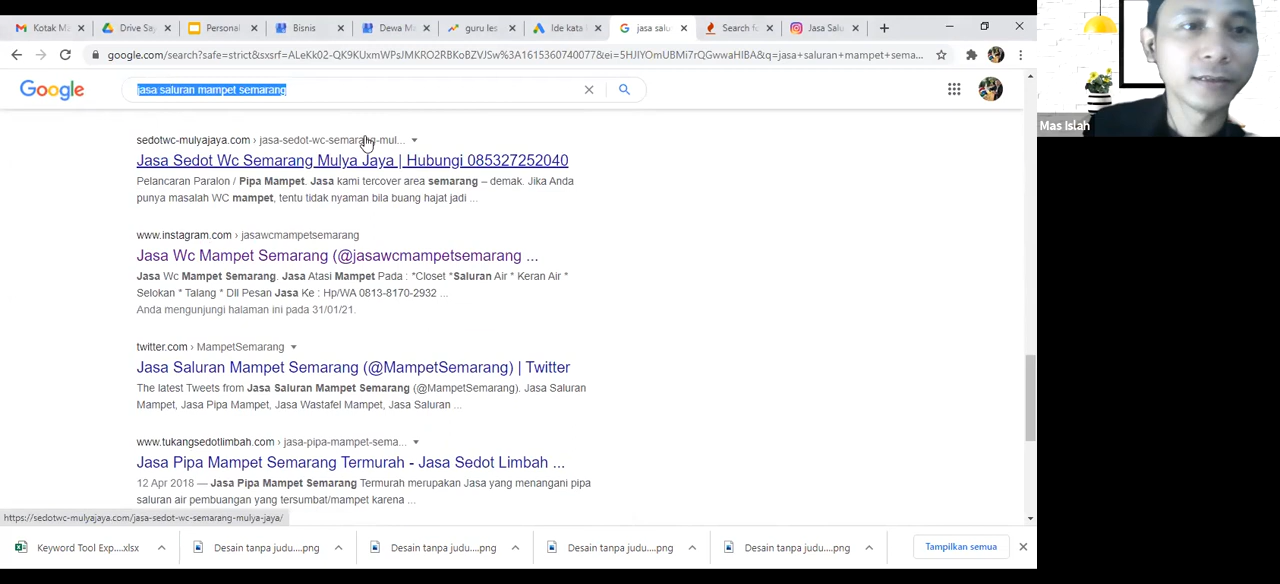 Kotak Ma
Drive Say
Personal
Bisnis
Dewa Me
guru les
Ide kata
jasa salu
Search fu
Jasa Salu
google.com/search?safe=strict&sxsrf=ALeKk02-QK9KUxmWPsJMKRO2RBKoBZVJSw%3A1615360740077&ei=5HJIYOmUBMi7rQGwwaHIBA&q=jasa+saluran+mampet+sema...
Google
jasa saluran mampet semarang
Mas Islah
sedotwc-mulyajaya.com › jasa-sedot-wc-semarang-mul...
Jasa Sedot Wc Semarang Mulya Jaya | Hubungi 085327252040
Pelancaran Paralon / Pipa Mampet. Jasa kami tercover area semarang – demak. Jika Anda
punya masalah WC mampet, tentu tidak nyaman bila buang hajat jadi ...
www.instagram.com › jasawcmampetsemarang
Jasa Wc Mampet Semarang (@jasawcmampetsemarang ...
Jasa Wc Mampet Semarang. Jasa Atasi Mampet Pada : *Closet *Saluran Air * Keran Air *
Selokan * Talang * Dll Pesan Jasa Ke : Hp/WA 0813-8170-2932 ...
Anda mengunjungi halaman ini pada 31/01/21.
twitter.com › MampetSemarang
Jasa Saluran Mampet Semarang (@MampetSemarang) | Twitter
The latest Tweets from Jasa Saluran Mampet Semarang (@MampetSemarang). Jasa Saluran
Mampet, Jasa Pipa Mampet, Jasa Wastafel Mampet, Jasa Saluran ...
www.tukangsedotlimbah.com › jasa-pipa-mampet-sema...
Jasa Pipa Mampet Semarang Termurah - Jasa Sedot Limbah ...
12 Apr 2018 — Jasa Pipa Mampet Semarang Termurah merupakan Jasa yang menangani pipa
saluran air pembuangan yang tersumbat/mampet karena ...
https://sedotwc-mulyajaya.com/jasa-sedot-wc-semarang-mulya-jaya/
Keyword Tool Exp....xlsx
Desain tanpa judu....png
Desain tanpa judu....png
Desain tanpa judu....png
Desain tanpa judu....png
Tampilkan semua